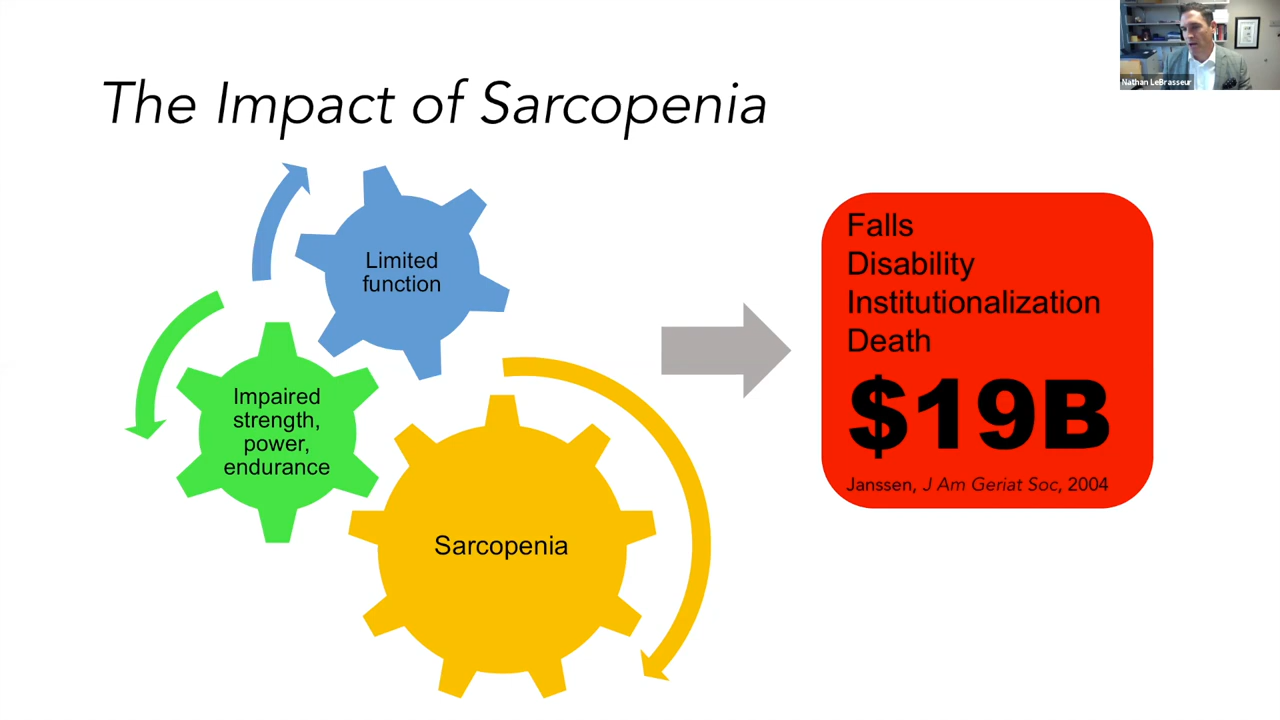 Nathan LeBrasseur
The Impact of Sarcopenia
Limited
function
Impaired
strength,
power,
endurance
Sarcopenia
Falls
Disability
Institutionalization
Death
$19B
Janssen, J Am Geriat Soc, 2004